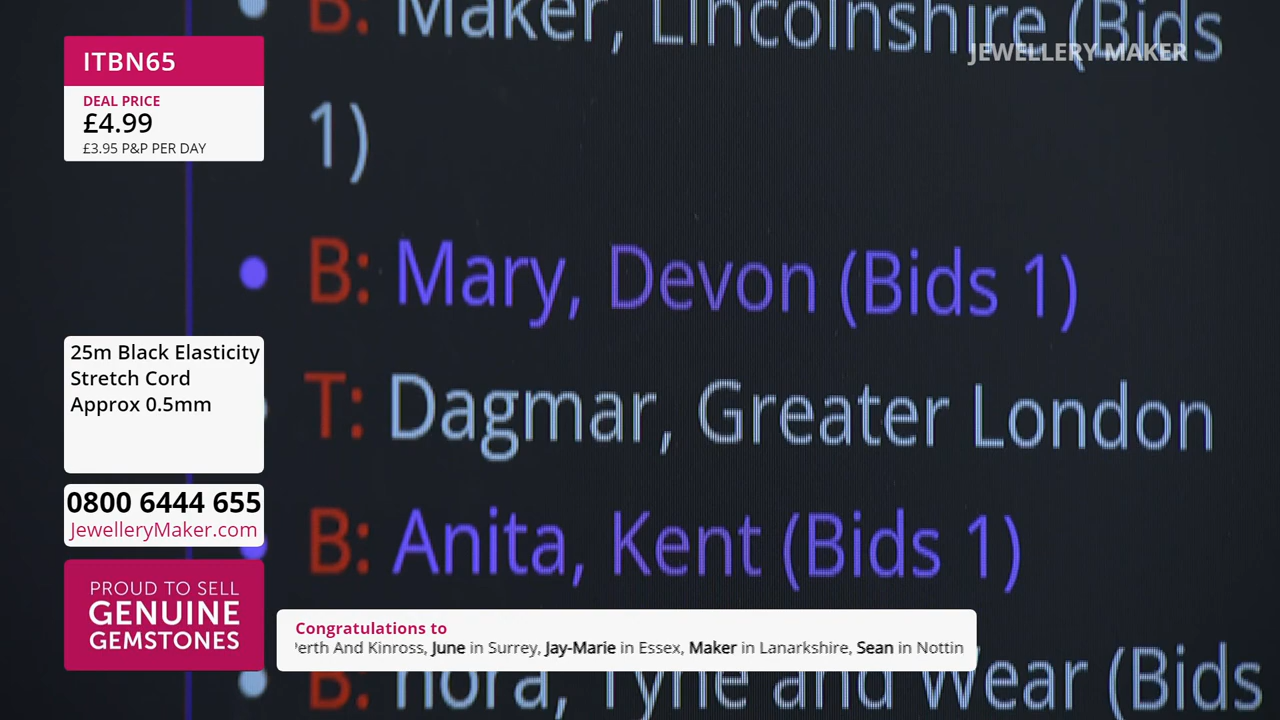 B: Maker, Lincolnshire (Bids
1)
JEWELLERY MAKER
ITBN65
DEAL PRICE
£4.99
£3.95 P&P PER DAY
B: Mary, Devon (Bids 1)
25m Black Elasticity
Stretch Cord
Approx 0.5mm
T: Dagmar, Greater London
0800 6444 655
JewelleryMaker.com
B: Anita, Kent (Bids 1)
PROUD TO SELL
GENUINE
GEMSTONES
Congratulations to
Perth And Kinross, June in Surrey, Jay-Marie in Essex, Maker in Lanarkshire, Sean in Nottin
B: nora, Tyne and Wear (Bids